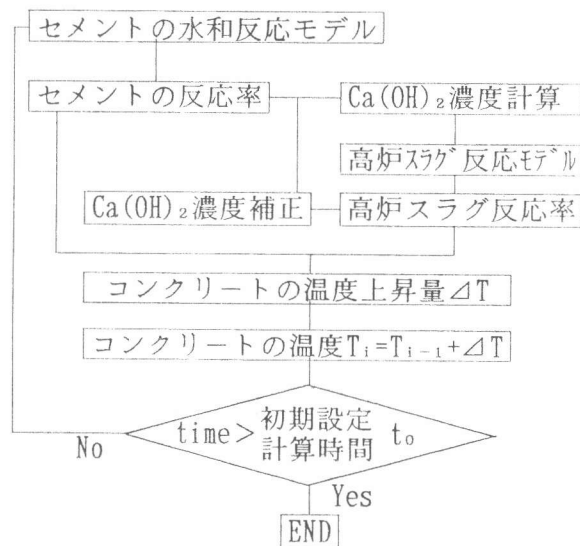 セメントの水和反応モデル
セメントの反応率
Ca(OH)₂濃度計算
高炉スラグ反応モデル
Ca(OH)₂濃度補正
高炉スラグ反応率
コンクリートの温度上昇量⊿T
コンクリートの温度Tᵢ=Tᵢ₋₁+⊿T
time> 初期設定
計算時間 t₀
No
Yes
END